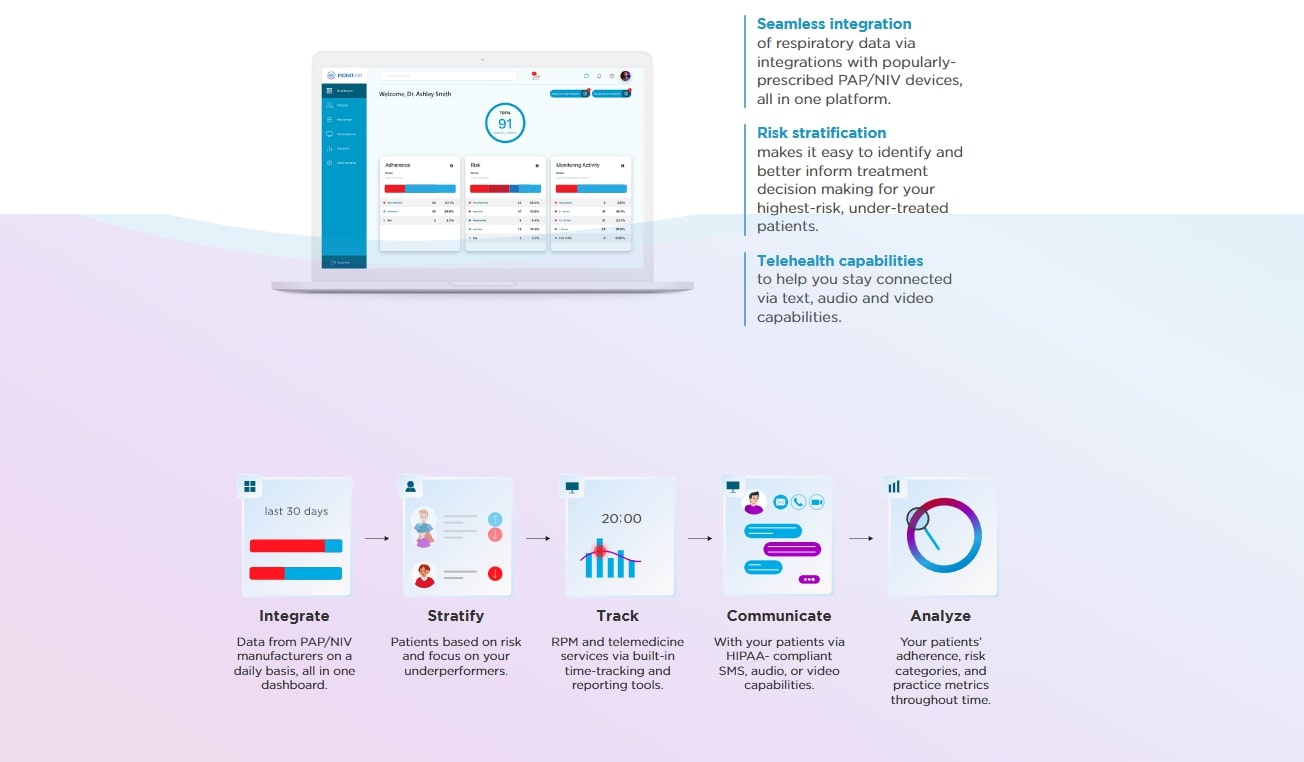 Seamless integration
of respiratory data via
integrations with popularly-
prescribed PAP/NIV devices,
all in one platform.
Risk stratification
makes it easy to identify and
better inform treatment
decision making for your
highest-risk, under-treated
patients.
Telehealth capabilities
to help you stay connected
via text, audio and video
capabilities.
Dashboard
Welcome, Dr. Ashley Smith
TOTAL
91
Adherence
Risk
Monitoring Activity
last 30 days
20:00
Integrate
Data from PAP/NIV
manufacturers on a
daily basis, all in one
dashboard.
Stratify
Patients based on risk
and focus on your
underperformers.
Track
RPM and telemedicine
services via built-in
time-tracking and
reporting tools.
Communicate
With your patients via
HIPAA- compliant
SMS, audio, or video
capabilities.
Analyze
Your patients’
adherence, risk
categories, and
practice metrics
throughout time.